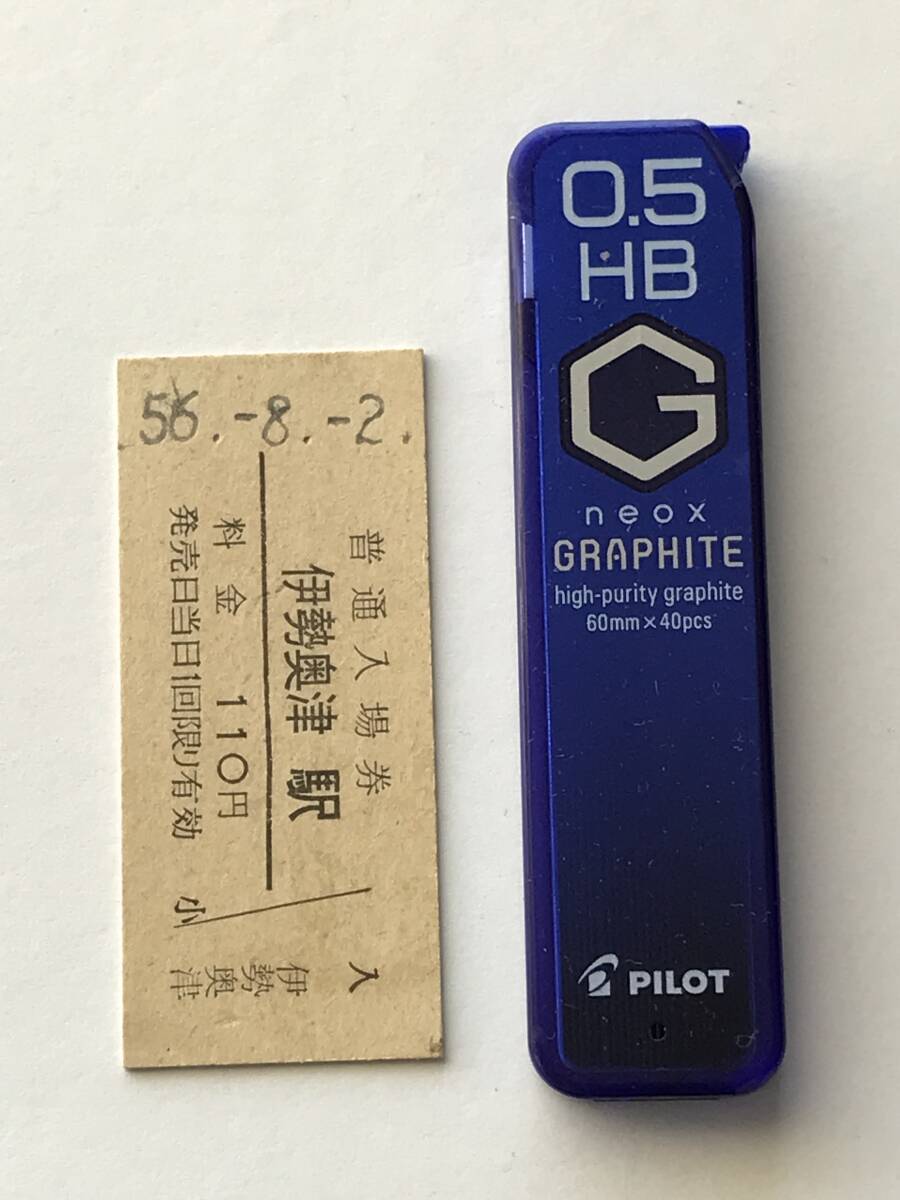 56.-8.-2.
普通入場券
伊勢奥津駅
料金 110円
発売日当日1回限り有効
小
入
伊勢奥津
0.5
HB
G
neox
GRAPHITE
high-purity graphite
60mm×40pcs
PILOT